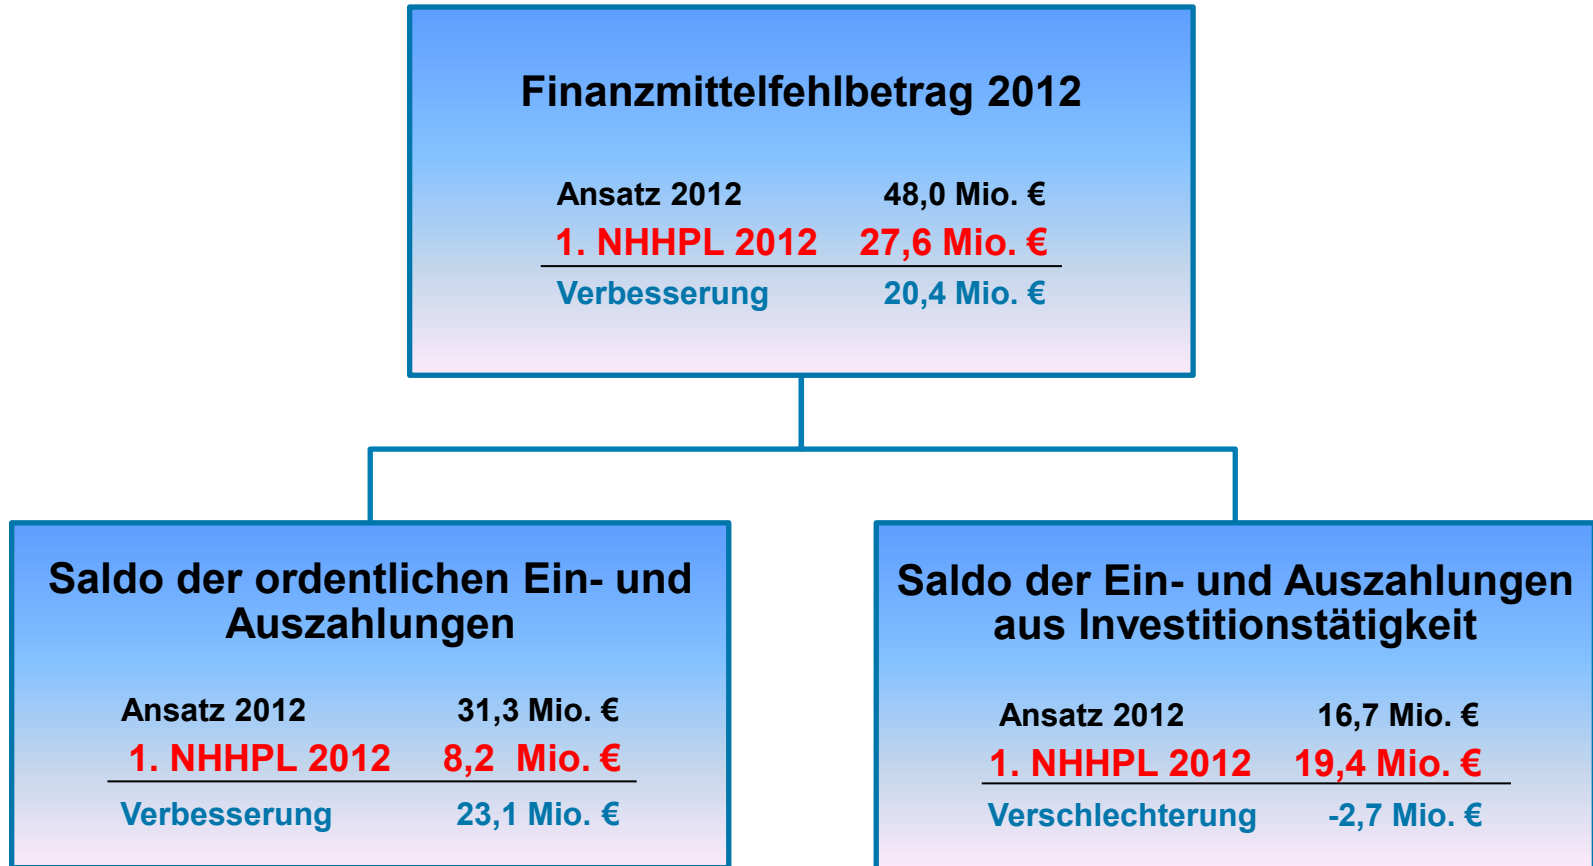 Finanzmittelfehlbetrag 2012
Ansatz 2012 48,0 Mio. €
1. NHHPL 2012 27,6 Mio. €
Verbesserung 20,4 Mio. €
Saldo der ordentlichen Ein- und
Auszahlungen
Ansatz 2012 31,3 Mio. €
1. NHHPL 2012 8,2 Mio. €
Verbesserung 23,1 Mio. €
Saldo der Ein- und Auszahlungen
aus Investitionstätigkeit
Ansatz 2012 16,7 Mio. €
1. NHHPL 2012 19,4 Mio. €
Verschlechterung -2,7 Mio. €